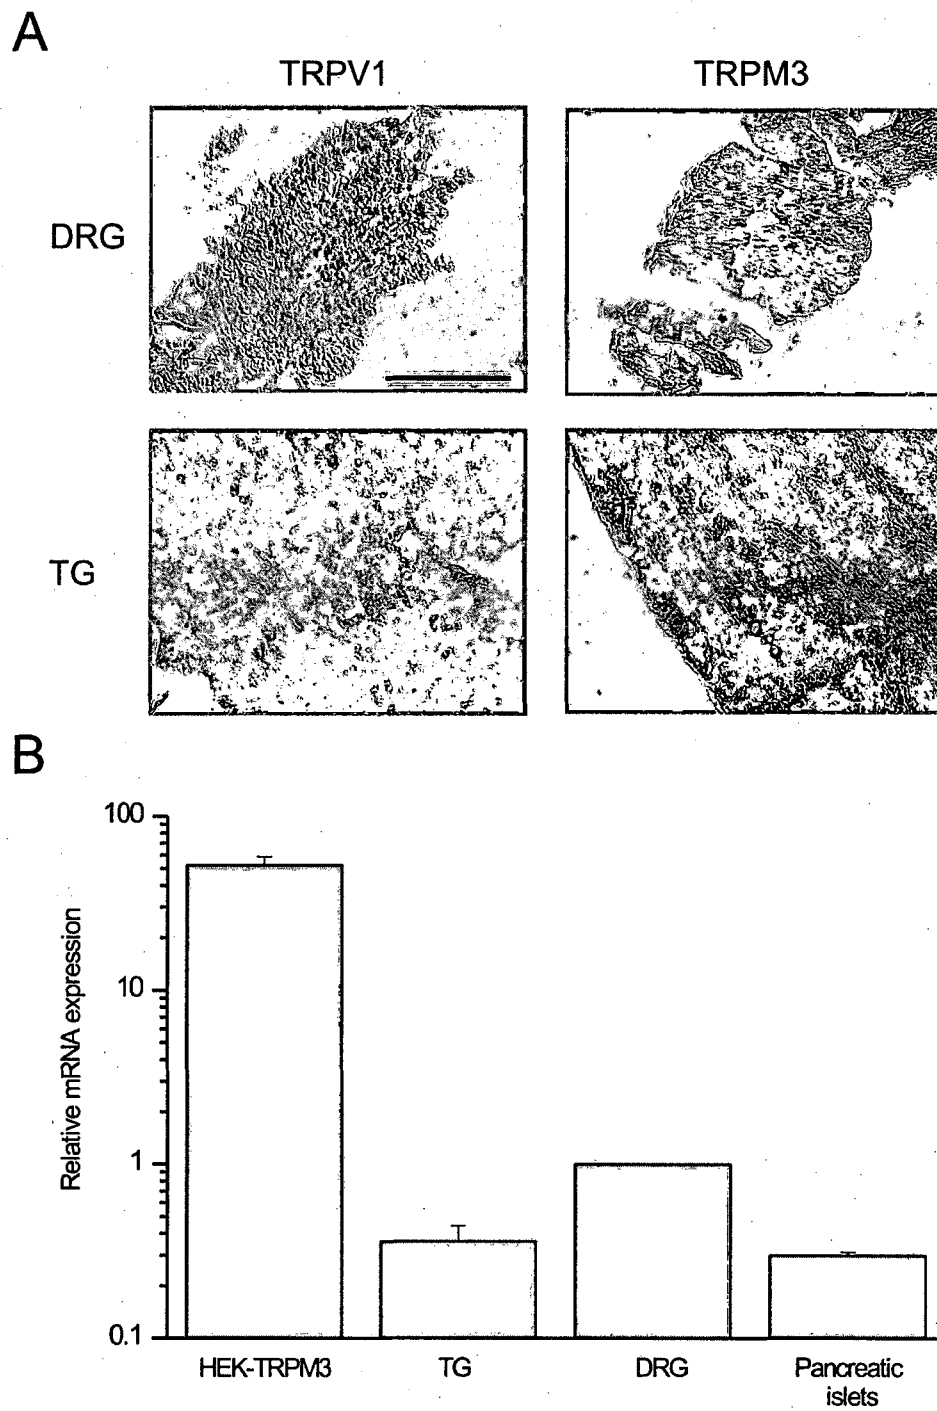 A
TRPV1 TRPM3
DRG
TG
B
100
10
1
0.1
Relative mRNA expression
HEK-TRPM3 TG DRG Pancreatic
islets